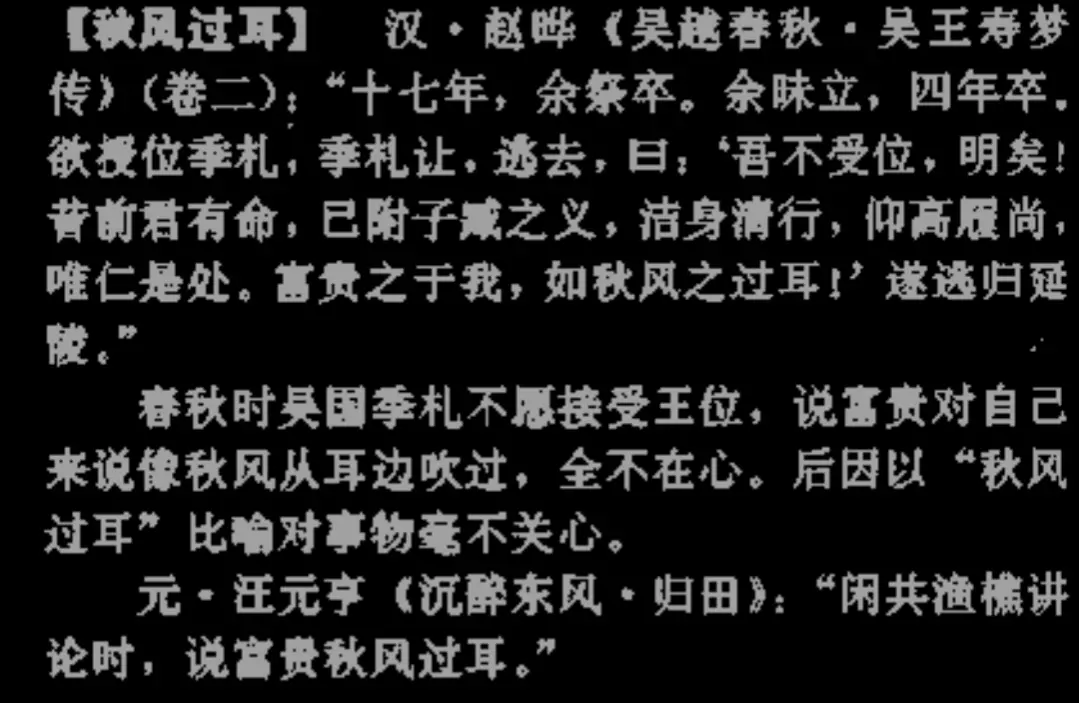 【秋风过耳】 汉·赵晔《吴越春秋·吴王寿梦
传》(卷二)：“十七年，余祭卒。余昧立，四年卒。
欲授位季札，季札让，逃去，曰：‘吾不受位，明矣！
昔前君有命，已附子臧之义，洁身清行，仰高履尚，
唯仁是处。富贵之于我，如秋风之过耳！’遂逃归延
陵。”
春秋时吴国季札不愿接受王位，说富贵对自己
来说像秋风从耳边吹过，全不在心。后因以“秋风
过耳”比喻对事物毫不关心。
元·汪元亨《沉醉东风·归田》：“闲共渔樵讲
论时，说富贵秋风过耳。”